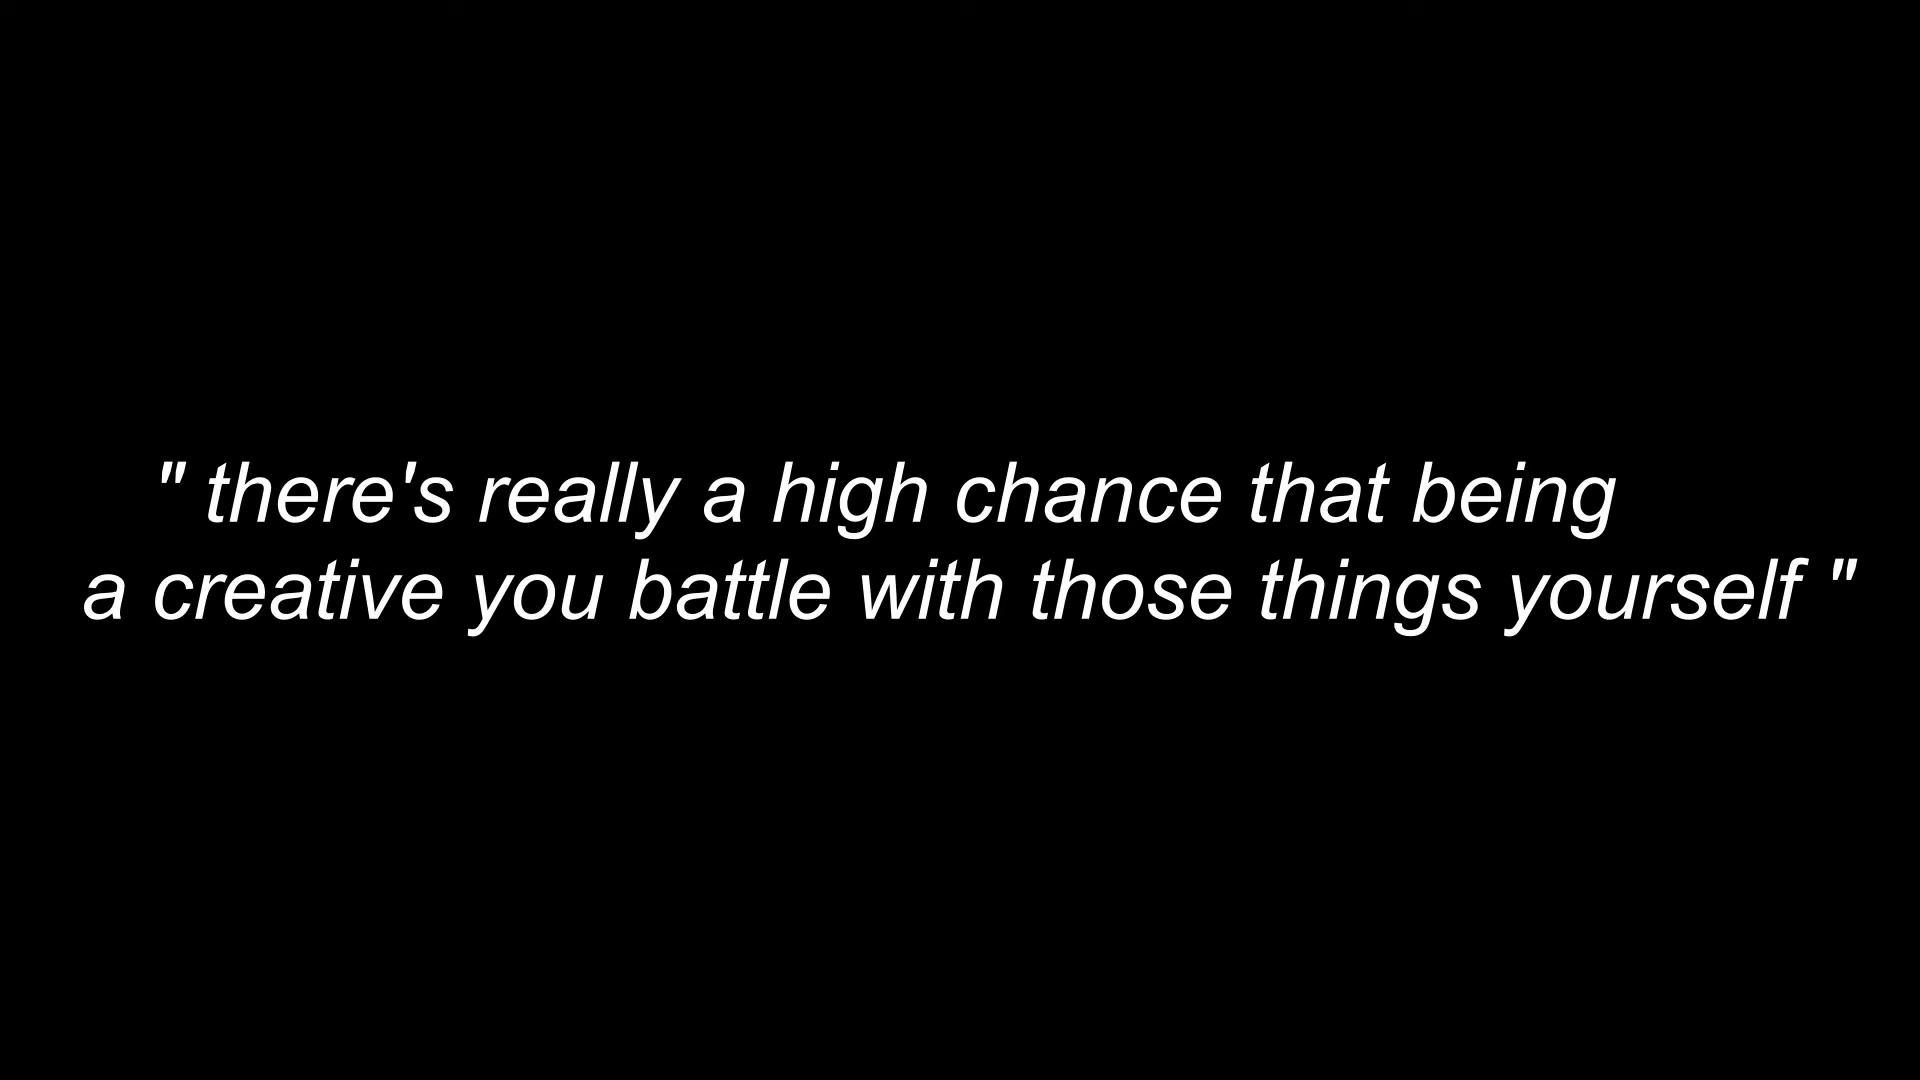 " there's really a high chance that being
a creative you battle with those things yourself "